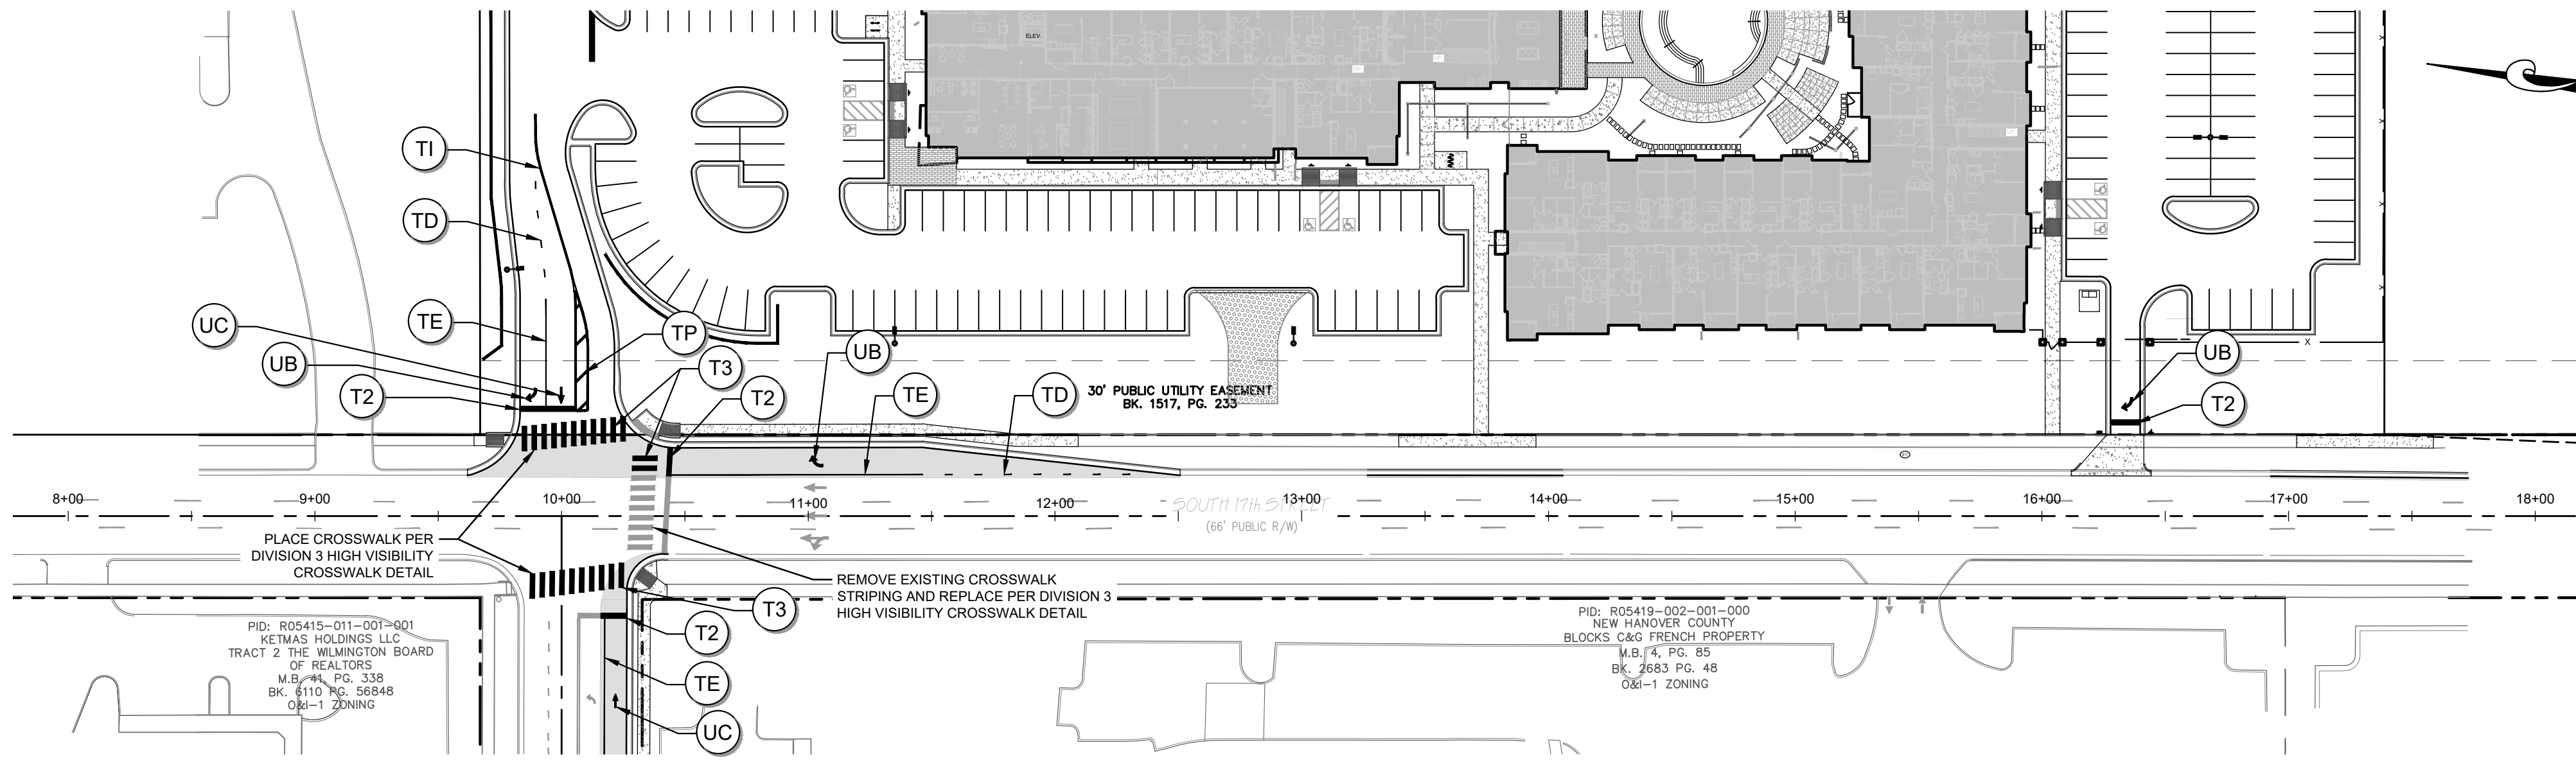 ELEV.
TI
TD
UC
TE
UB
T2
TP
T3
T2
UB
TE
TD
30' PUBLIC UTILITY EASEMENT
BK. 1517, PG. 233
UB
T2
X
X
X
X
8+00
9+00
10+00
11+00
12+00
13+00
14+00
15+00
16+00
17+00
18+00
SOUTH 17th STREET
(66' PUBLIC R/W)
PLACE CROSSWALK PER
DIVISION 3 HIGH VISIBILITY
CROSSWALK DETAIL
REMOVE EXISTING CROSSWALK
STRIPING AND REPLACE PER DIVISION 3
HIGH VISIBILITY CROSSWALK DETAIL
T3
T2
TE
UC
PID: R05415-011-001-001
KETMAS HOLDINGS LLC
TRACT 2 THE WILMINGTON BOARD
OF REALTORS
M.B. 41, PG. 338
BK. 6110 PG. 56848
O&I-1 ZONING
PID: R05419-002-001-000
NEW HANOVER COUNTY
BLOCKS C&G FRENCH PROPERTY
M.B. 4, PG. 85
BK. 2683 PG. 48
O&I-1 ZONING